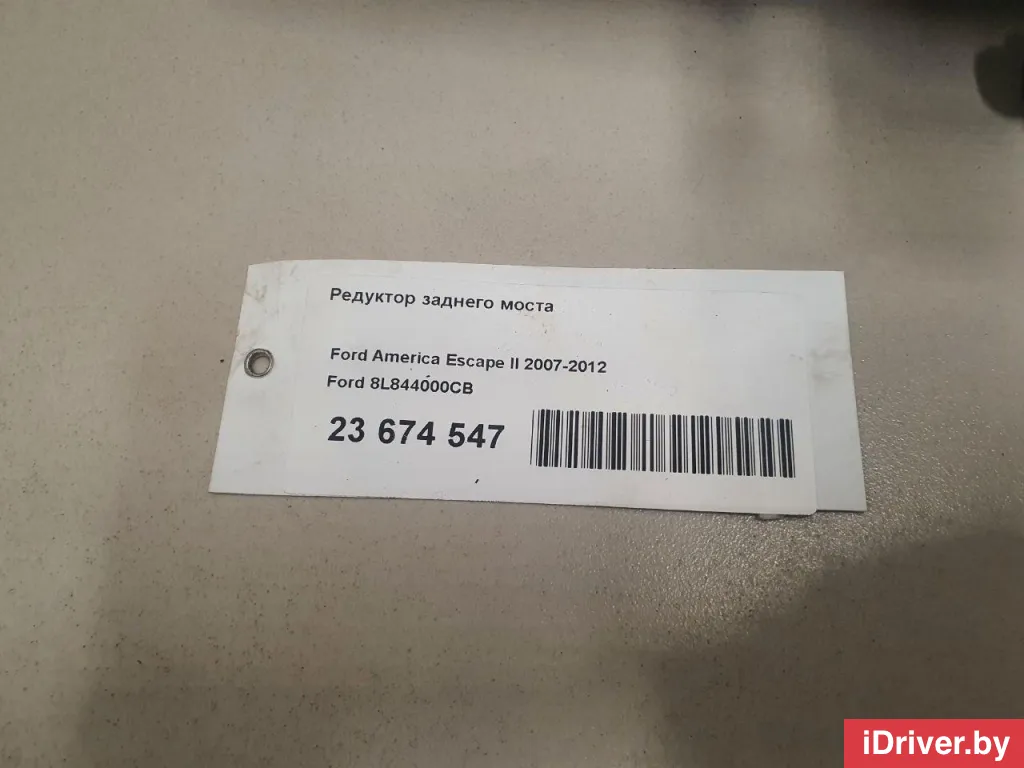 Редуктор заднего моста
Ford America Escape II 2007-2012
Ford 8L844000CB
23 674 547
iDriver.by